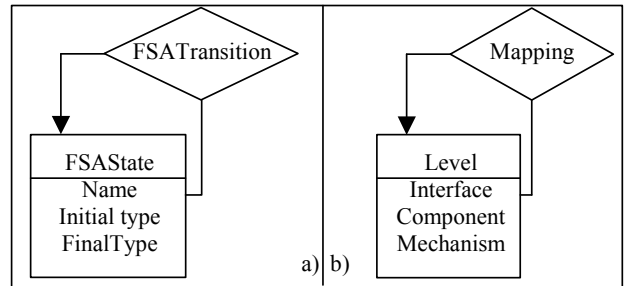 FSATransition
FSAState
Name
Initial type
FinalType
a)
Mapping
Level
Interface
Component
Mechanism
b)